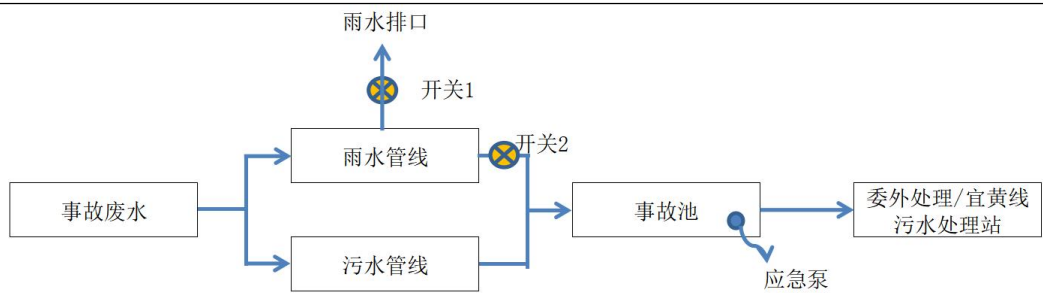 雨水排口
开关1
雨水管线
开关2
事故废水
事故池
委外处理/宜黄线
污水处理站
污水管线
应急泵